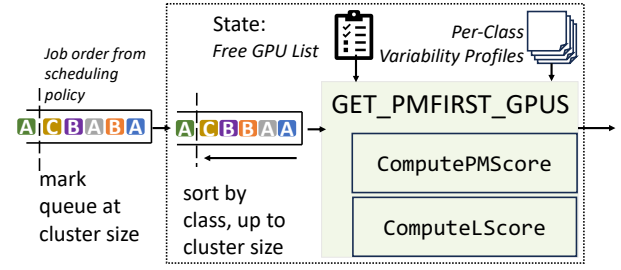 State:
Free GPU List
Per-Class
Variability Profiles
Job order from
scheduling
policy
A C B A B A
A C B B A A
GET_PMFIRST_GPUS
ComputePMScore
ComputeLScore
mark
queue at
cluster size
sort by
class, up to
cluster size